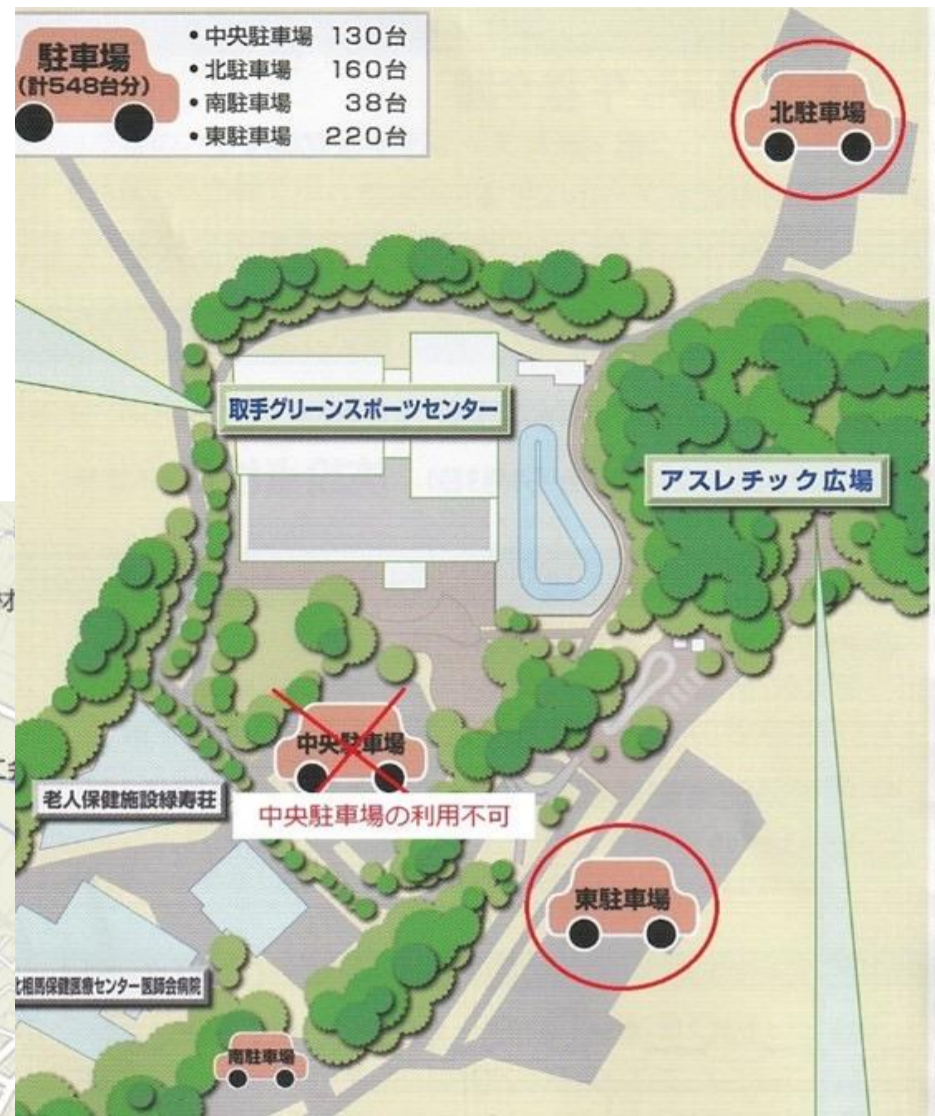 駐車場
(計548台分)
•中央駐車場 130台
•北駐車場 160台
•南駐車場 38台
•東駐車場 220台
北駐車場
取手グリーンスポーツセンター
アスレチック広場
中央駐車場
中央駐車場の利用不可
老人保健施設緑寿荘
東駐車場
北相馬保健医療センター医師会病院
南駐車場